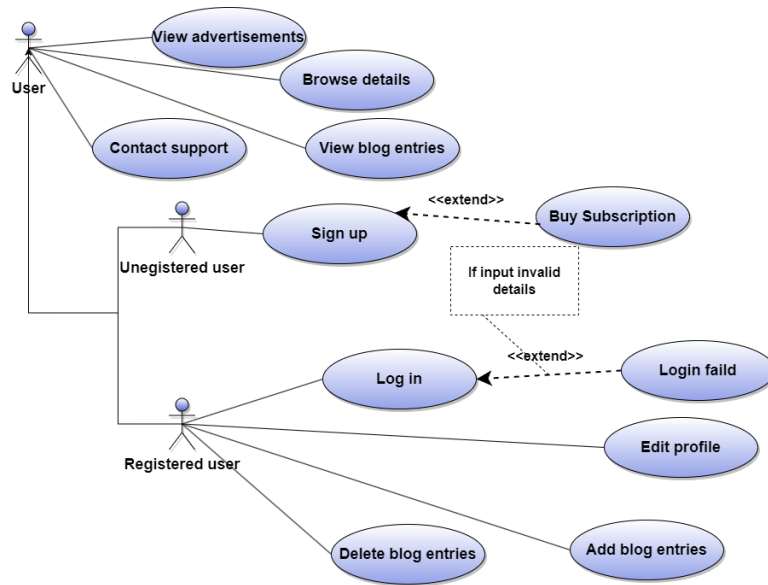 View advertisements
Browse details
User
Contact support
View blog entries
<<extend>>
Buy Subscription
Sign up
Unegistered user
If input invalid
details
<<extend>>
Log in
Login faild
Edit profile
Registered user
Delete blog entries
Add blog entries